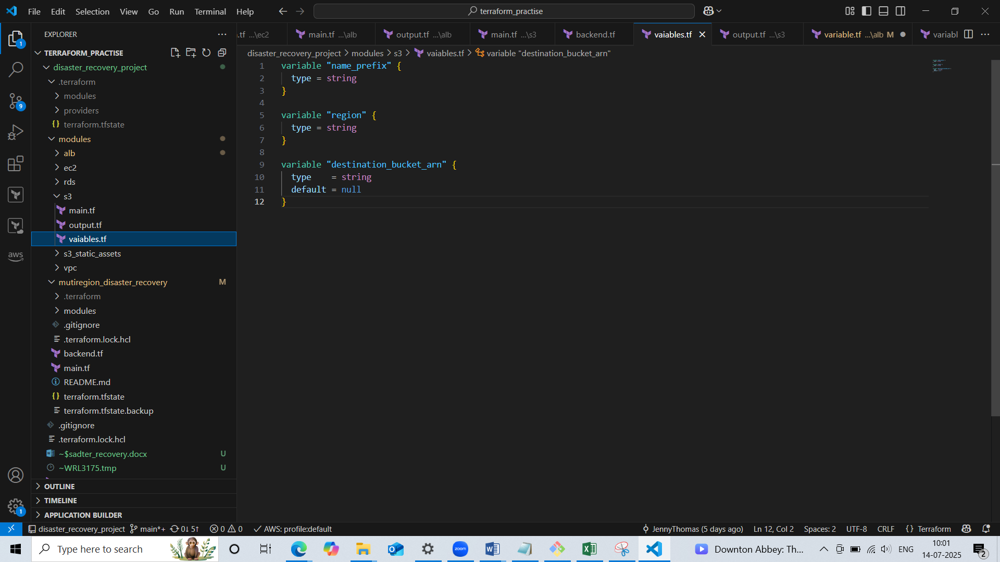 File Edit Selection View Go Run Terminal Help
terraform_practise
EXPLORER
TERRAFORM_PRACTISE
disaster_recovery_project
.terraform
modules
providers
{} terraform.tfstate
modules
alb
ec2
rds
s3
main.tf
output.tf
vaiables.tf
s3_static_assets
vpc
mutiregion_disaster_recovery M
.terraform
modules
.gitignore
.terraform.lock.hcl
backend.tf
main.tf
README.md
{} terraform.tfstate
terraform.tfstate.backup
.gitignore
.terraform.lock.hcl
~$sadter_recovery.docx U
~WRL3175.tmp U
OUTLINE
TIMELINE
APPLICATION BUILDER
1
9
aws
1
.tf ...\ec2 main.tf ...\alb output.tf ...\alb main.tf ...\s3 backend.tf vaiables.tf output.tf ...\s3 variable.tf ...\alb M variabl
disaster_recovery_project > modules > s3 > vaiables.tf > variable "destination_bucket_arn"
1 variable "name_prefix" {
2 type = string
3 }
4
5 variable "region" {
6 type = string
7 }
8
9 variable "destination_bucket_arn" {
10 type    = string
11 default = null
12 }
disaster_recovery_project main*+ 0↓ 5↑ 0 0 AWS: profile:default JennyThomas (5 days ago) Ln 12, Col 2 Spaces: 2 UTF-8 CRLF {} Terraform
Type here to search
zoom
Downton Abbey: Th...
ENG
10:01
14-07-2025
2